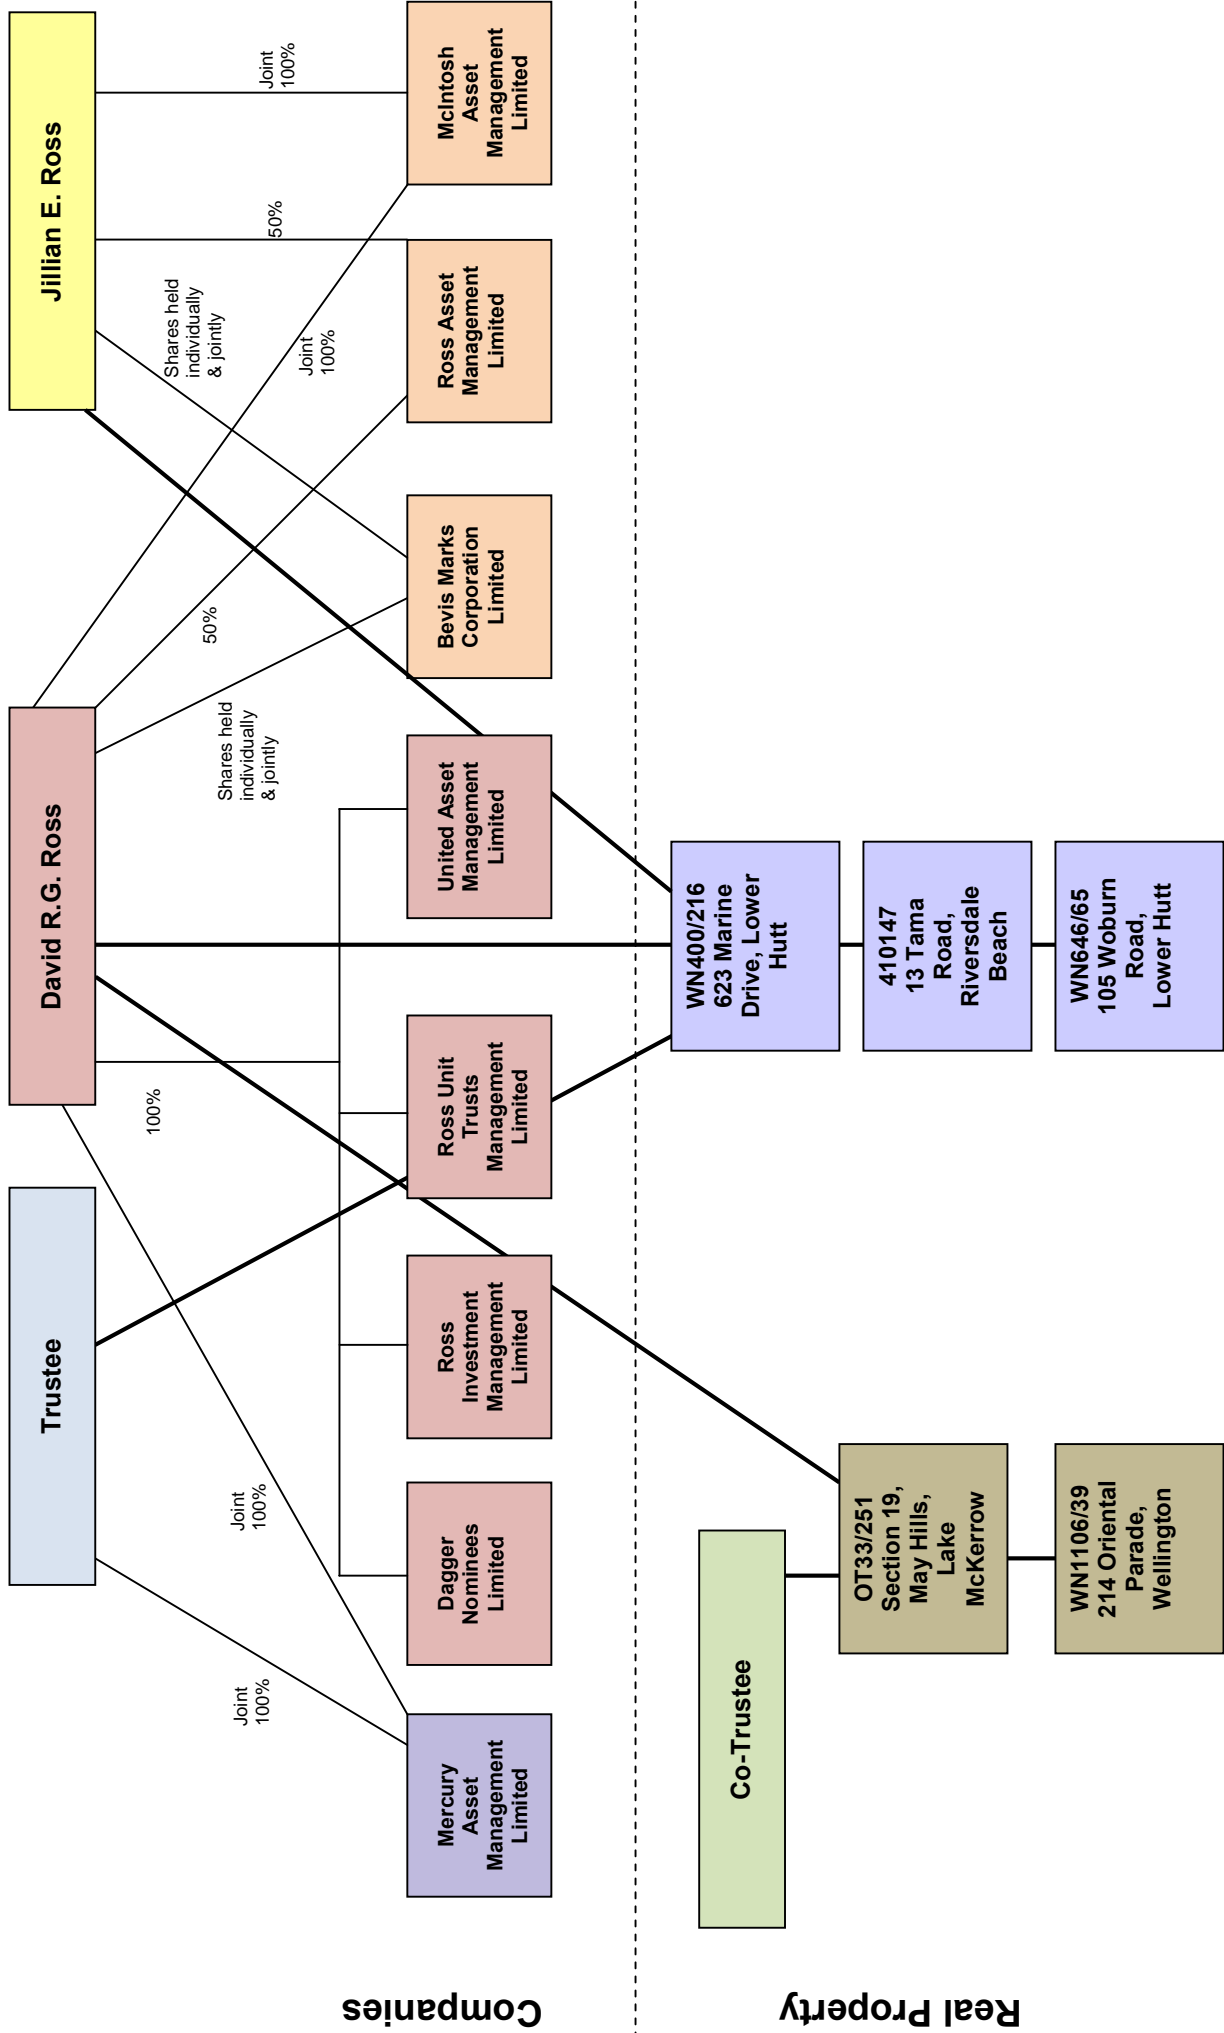 Trustee
David R.G. Ross
Jillian E. Ross
Joint
100%
Joint
100%
100%
Shares held
individually
& jointly
50%
Shares held
individually
& jointly
Joint
100%
50%
Joint
100%
Companies
Mercury
Asset
Management
Limited
Dagger
Nominees
Limited
Ross
Investment
Management
Limited
Ross Unit
Trusts
Management
Limited
United Asset
Management
Limited
Bevis Marks
Corporation
Limited
Ross Asset
Management
Limited
McIntosh
Asset
Management
Limited
Real Property
Co-Trustee
OT33/251
Section 19,
May Hills,
Lake
McKerrow
WN1106/39
214 Oriental
Parade,
Wellington
WN400/216
623 Marine
Drive, Lower
Hutt
410147
13 Tama
Road,
Riversdale
Beach
WN646/65
105 Woburn
Road,
Lower Hutt